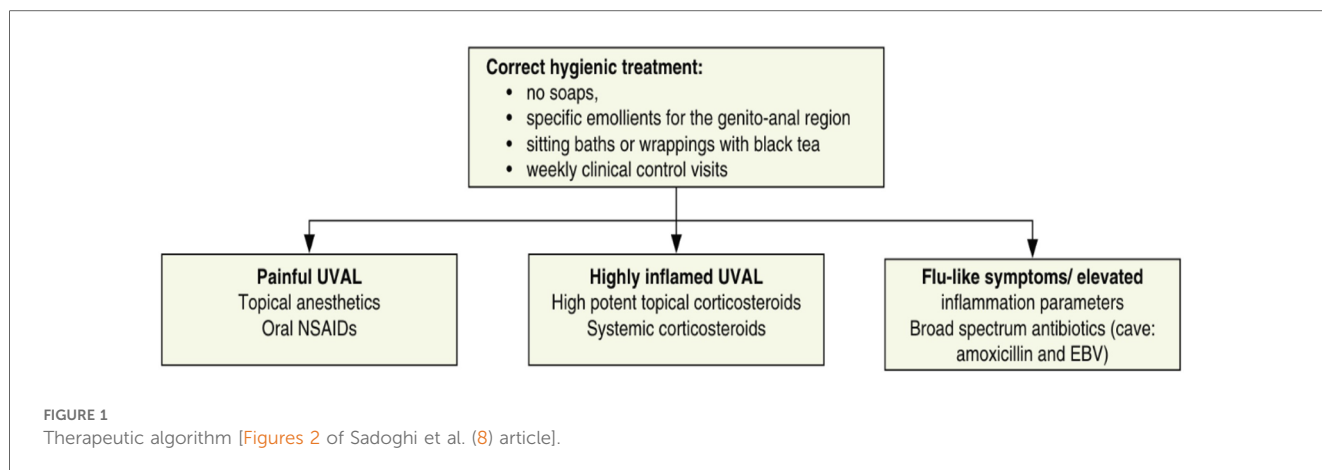 Correct hygienic treatment:
• no soaps,
• specific emollients for the genito-anal region
• sitting baths or wrappings with black tea
• weekly clinical control visits
Painful UVAL
Topical anesthetics
Oral NSAIDs
Highly inflamed UVAL
High potent topical corticosteroids
Systemic corticosteroids
Flu-like symptoms/ elevated
inflammation parameters
Broad spectrum antibiotics (cave:
amoxicillin and EBV)
FIGURE 1
Therapeutic algorithm [Figures 2 of Sadoghi et al. (8) article].